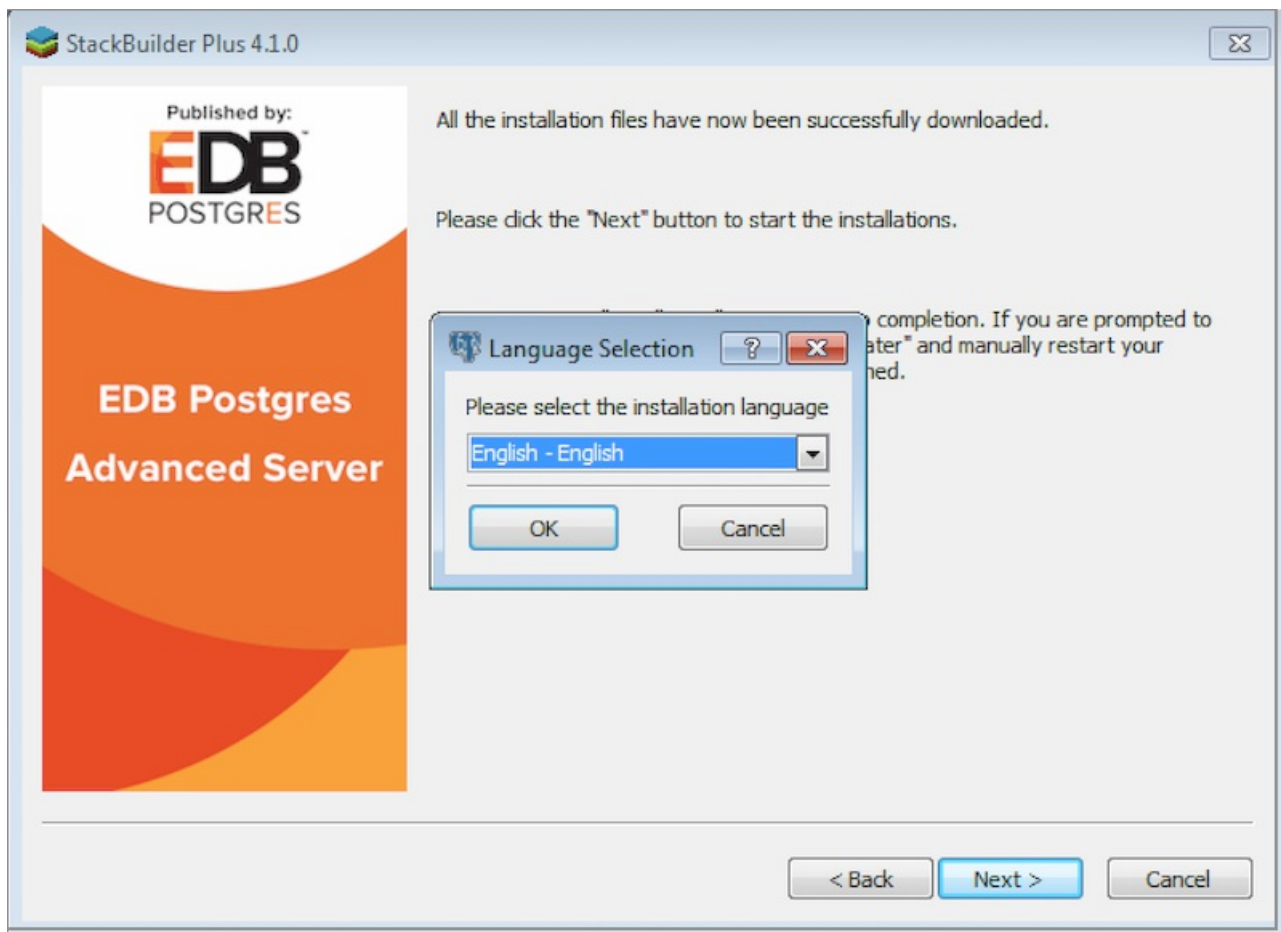 StackBuilder Plus 4.1.0
Published by:
EDB™
POSTGRES
EDB Postgres
Advanced Server
All the installation files have now been successfully downloaded.
Please click the "Next" button to start the installations.
completion. If you are prompted to
ater" and manually restart your
ned.
Language Selection
?
Please select the installation language
English - English
OK
Cancel
< Back
Next >
Cancel